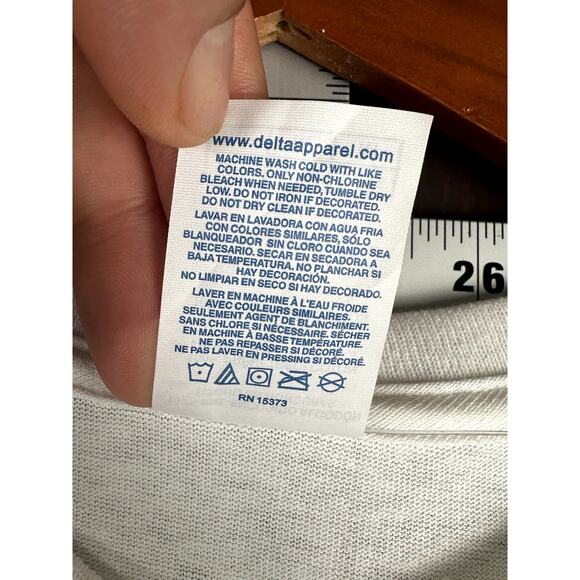 www.deltaapparel.com
MACHINE WASH COLD WITH LIKE
COLORS. ONLY NON-CHLORINE
BLEACH WHEN NEEDED, TUMBLE DRY
LOW. DO NOT IRON IF DECORATED.
DO NOT DRY CLEAN IF DECORATED.
LAVAR EN LAVADORA CON AGUA FRIA
CON COLORES SIMILARES, SÓLO
BLANQUEADOR SIN CLORO CUANDO SEA
NECESARIO. SECAR EN SECADORA A
BAJA TEMPERATURA. NO PLANCHAR SI
HAY DECORACIÓN.
NO LIMPIAR EN SECO SI HAY DECORADO.
LAVER EN MACHINE À L'EAU FROIDE
AVEC COULEURS SIMILAIRES.
SEULEMENT AGENT DE BLANCHIMENT.
SANS CHLORE SI NÉCESSAIRE. SÉCHER
EN MACHINE À BASSE TEMPÉRATURE.
NE PAS REPASSER SI DÉCORÉ.
NE PAS LAVER EN PRESSING SI DÉCORÉ.
RN 15373
26